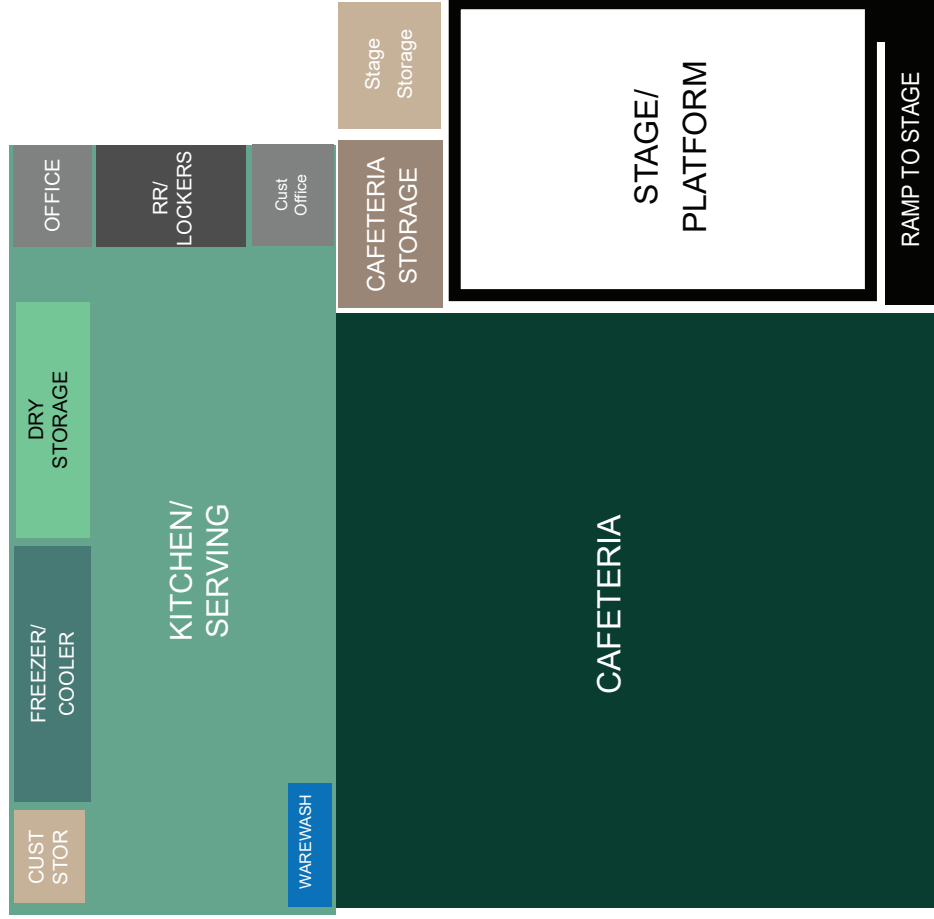 CUST
STOR
FREEZER/
COOLER
DRY
STORAGE
OFFICE
WAREWASH
KITCHEN/
SERVING
RR/
LOCKERS
Cust
Office
CAFETERIA
CAFETERIA
STORAGE
Stage
Storage
STAGE/
PLATFORM
RAMP TO STAGE